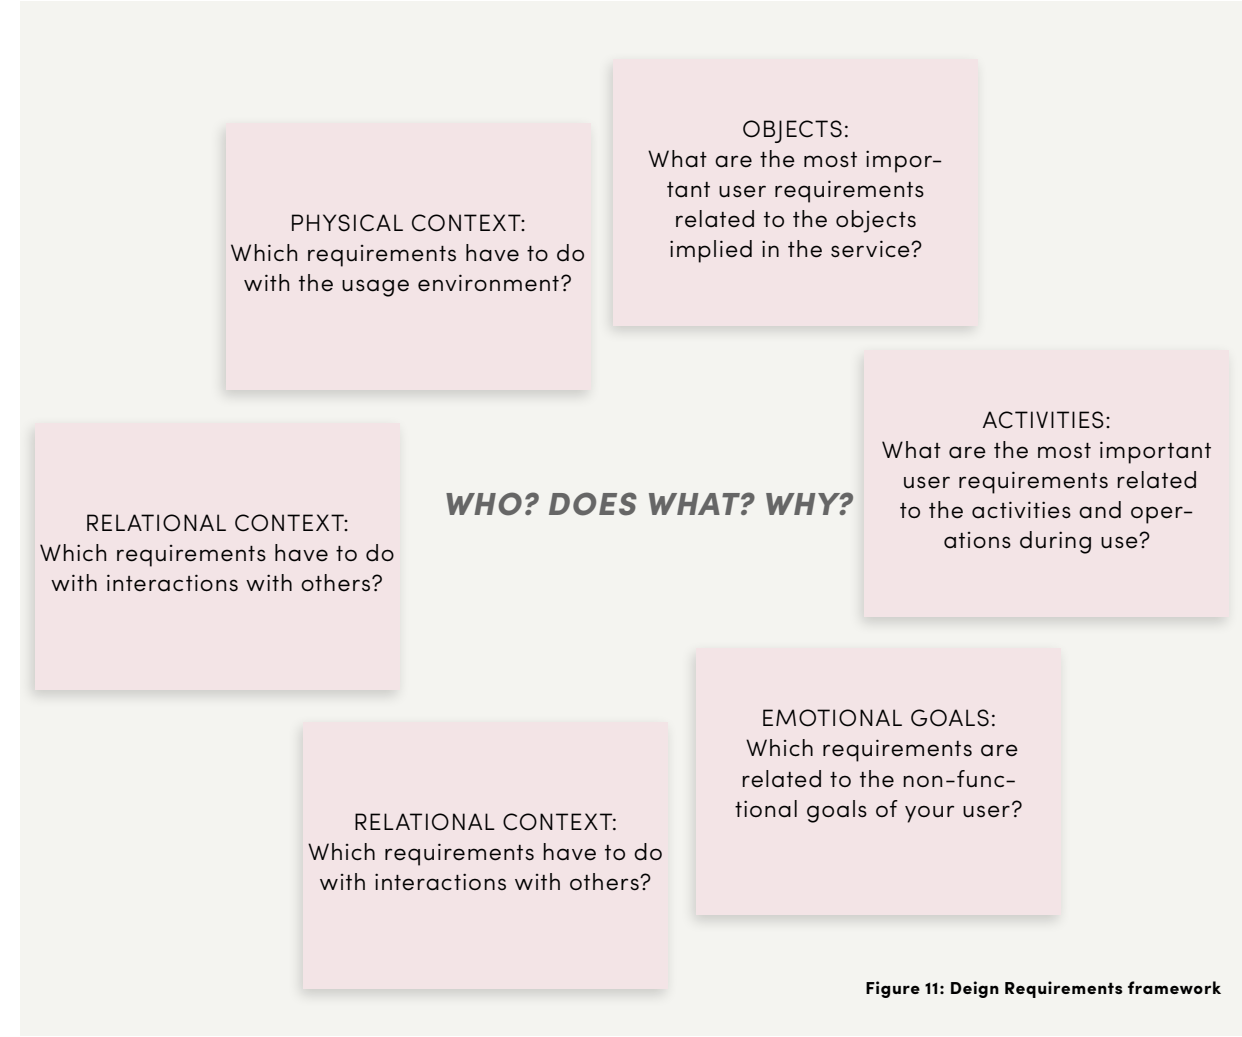 OBJECTS:
What are the most impor-
tant user requirements
related to the objects
implied in the service?
PHYSICAL CONTEXT:
Which requirements have to do
with the usage environment?
ACTIVITIES:
What are the most important
user requirements related
to the activities and oper-
ations during use?
WHO? DOES WHAT? WHY?
RELATIONAL CONTEXT:
Which requirements have to do
with interactions with others?
EMOTIONAL GOALS:
Which requirements are
related to the non-func-
tional goals of your user?
RELATIONAL CONTEXT:
Which requirements have to do
with interactions with others?
Figure 11: Deign Requirements framework